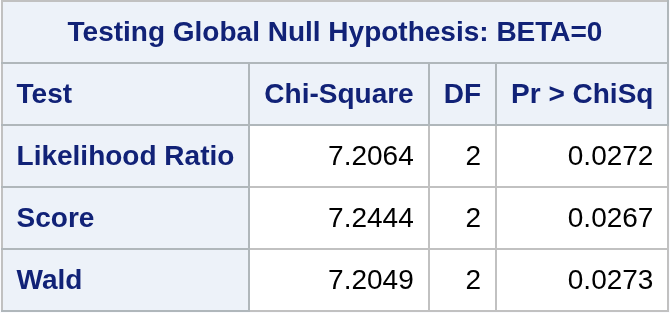 Testing Global Null Hypothesis: BETA=0
Test Chi-Square DF Pr > ChiSq
Likelihood Ratio 7.2064 2 0.0272
Score 7.2444 2 0.0267
Wald 7.2049 2 0.0273